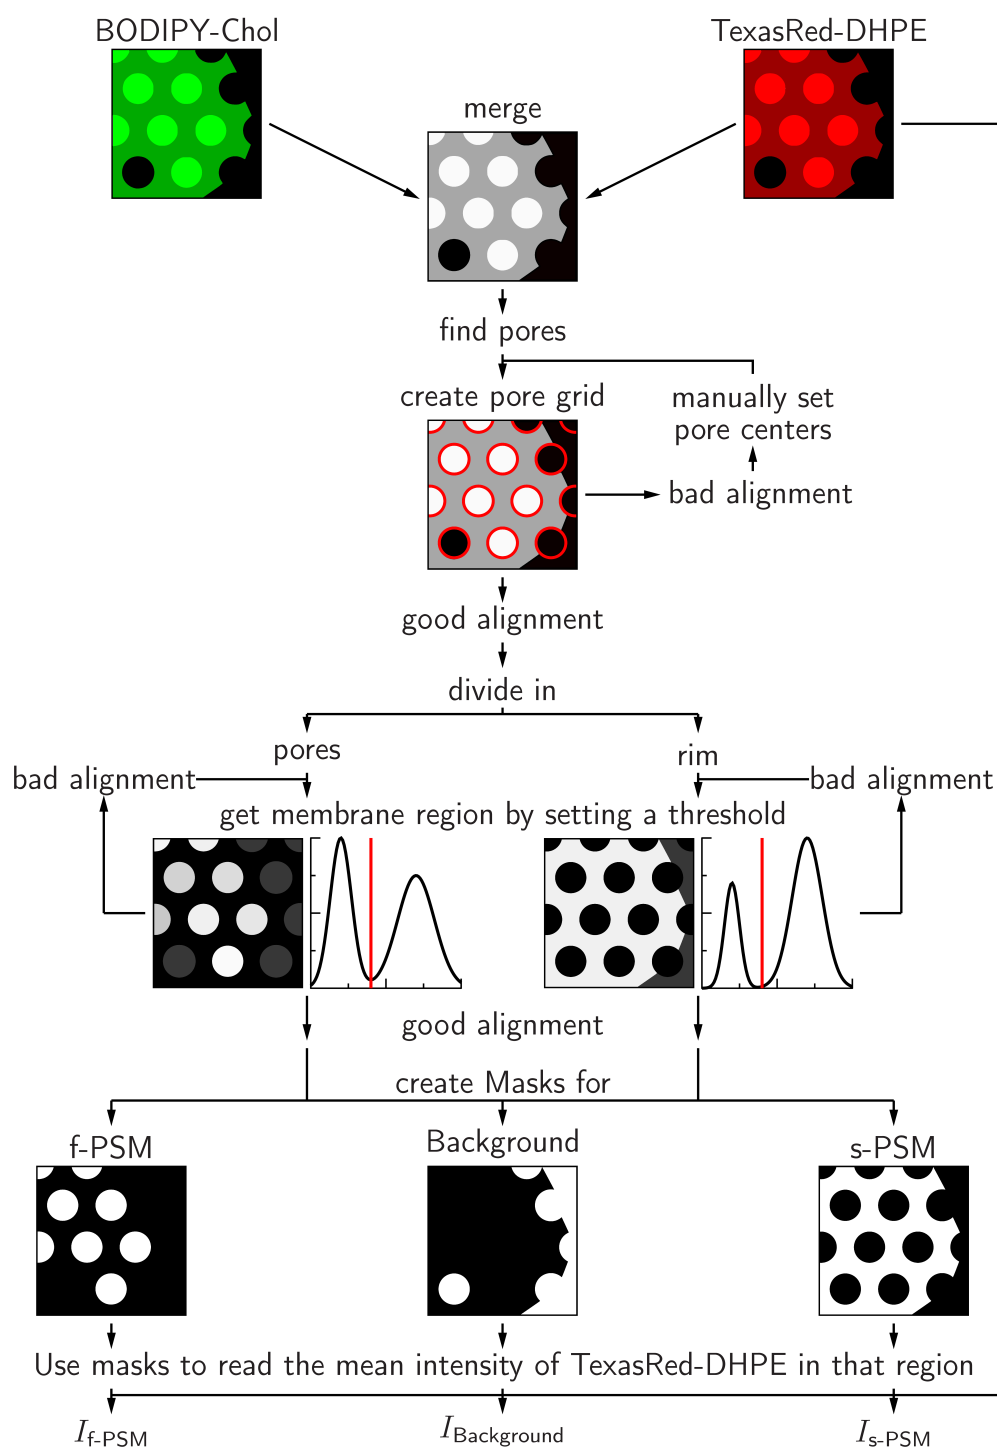 BODIPY-Chol
TexasRed-DHPE
merge
find pores
create pore grid
manually set
pore centers
bad alignment
good alignment
divide in
pores
rim
bad alignment
bad alignment
get membrane region by setting a threshold
good alignment
create Masks for
f-PSM
Background
s-PSM
Use masks to read the mean intensity of TexasRed-DHPE in that region
I_f-PSM
I_Background
I_s-PSM